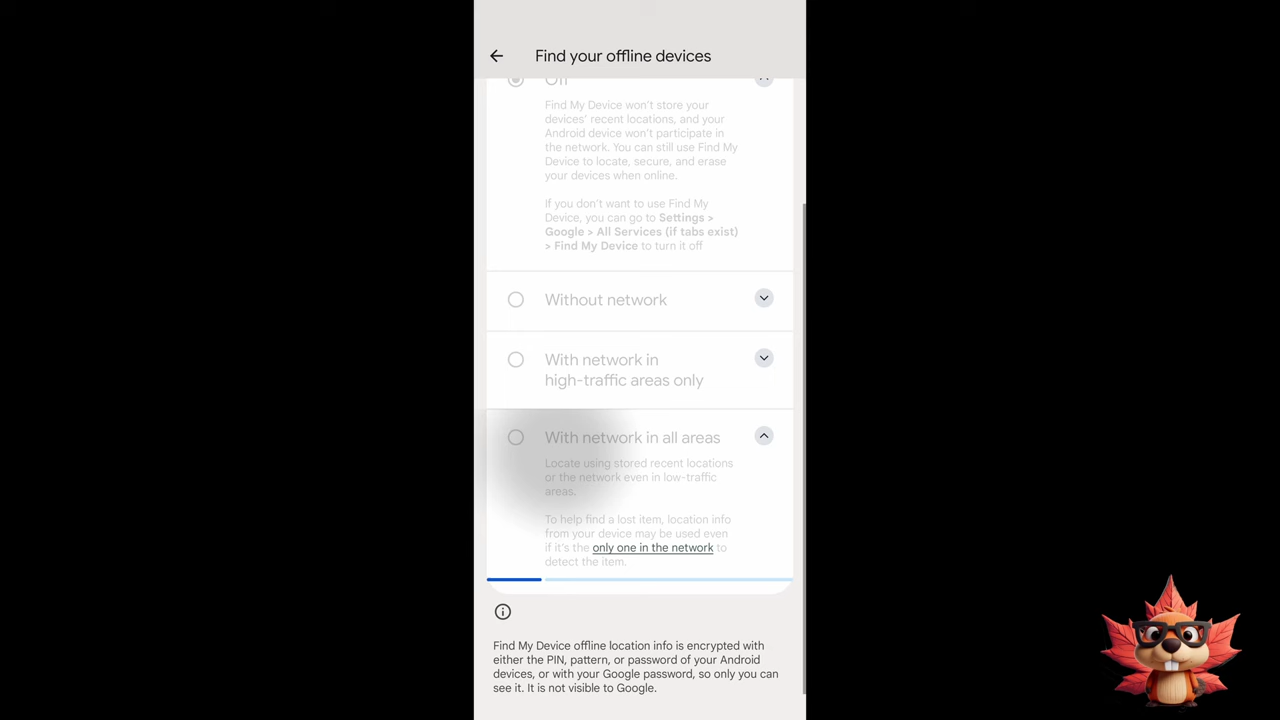 Find your offline devices
Off
Find My Device won't store your
devices' recent locations, and your
Android device won't participate in
the network. You can still use Find My
Device to locate, secure, and erase
your devices when online.
If you don't want to use Find My
Device, you can go to Settings >
Google > All Services (if tabs exist)
> Find My Device to turn it off
Without network
With network in
high-traffic areas only
With network in all areas
Locate using stored recent locations
or the network even in low-traffic
areas.
To help find a lost item, location info
from your device may be used even
if it's the only one in the network to
detect the item.
Find My Device offline location info is encrypted with
either the PIN, pattern, or password of your Android
devices, or with your Google password, so only you can
see it. It is not visible to Google.